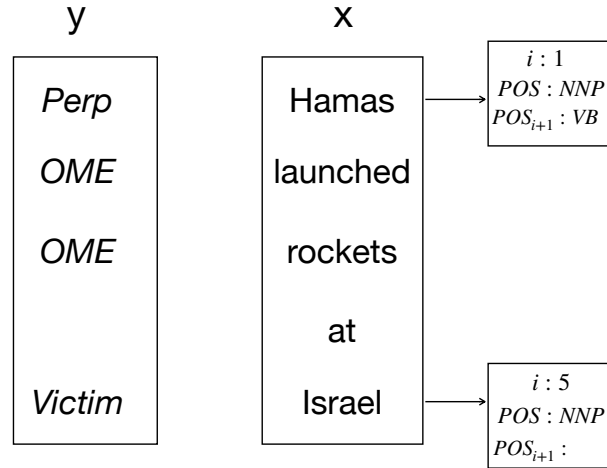 y x
Perp Hamas
OME launched
OME rockets
at
Victim Israel
i : 1
POS : NNP
POS_{i+1} : VB
i : 5
POS : NNP
POS_{i+1} :